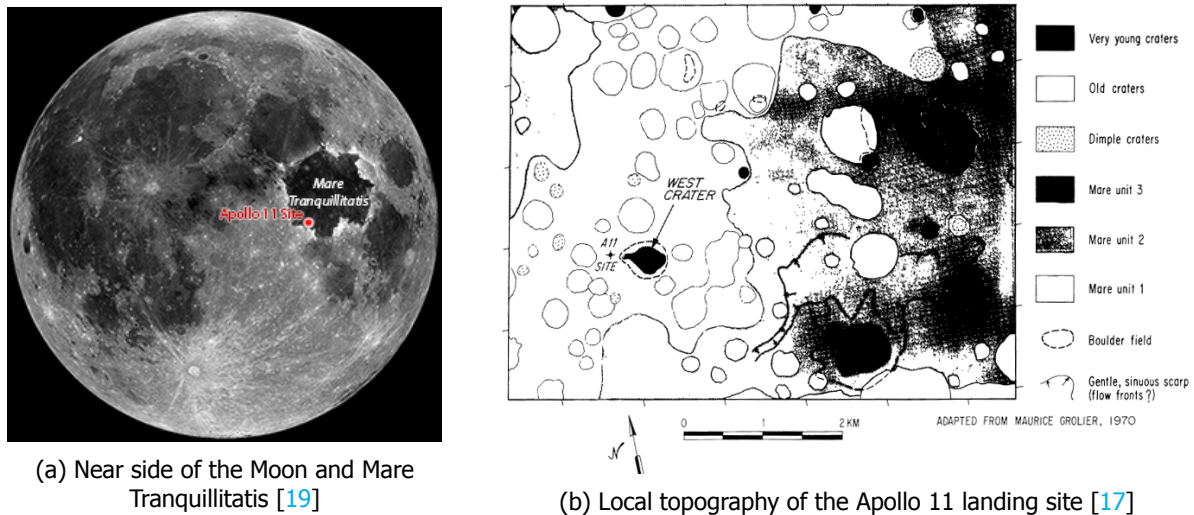 Mare
Tranquillitatis
Apollo 11 Site
(a) Near side of the Moon and Mare
Tranquillitatis [19]
WEST
CRATER
A11
SITE
Very young craters
Old craters
Dimple craters
Mare unit 3
Mare unit 2
Mare unit 1
Boulder field
Gentle, sinuous scarp
(flow fronts?)
0 1 2 KM
N
ADAPTED FROM MAURICE GROLIER, 1970
(b) Local topography of the Apollo 11 landing site [17]